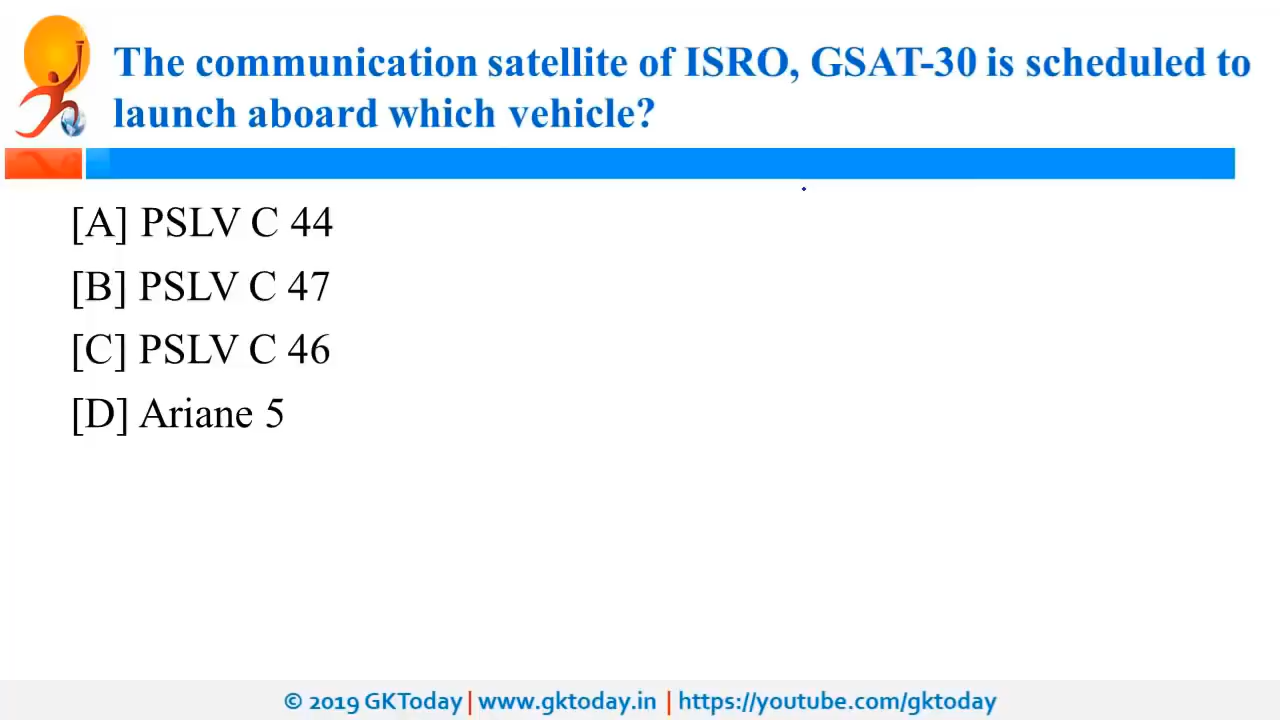 The communication satellite of ISRO, GSAT-30 is scheduled to
launch aboard which vehicle?
[A] PSLV C 44
[B] PSLV C 47
[C] PSLV C 46
[D] Ariane 5
© 2019 GKToday | www.gktoday.in | https://youtube.com/gktoday